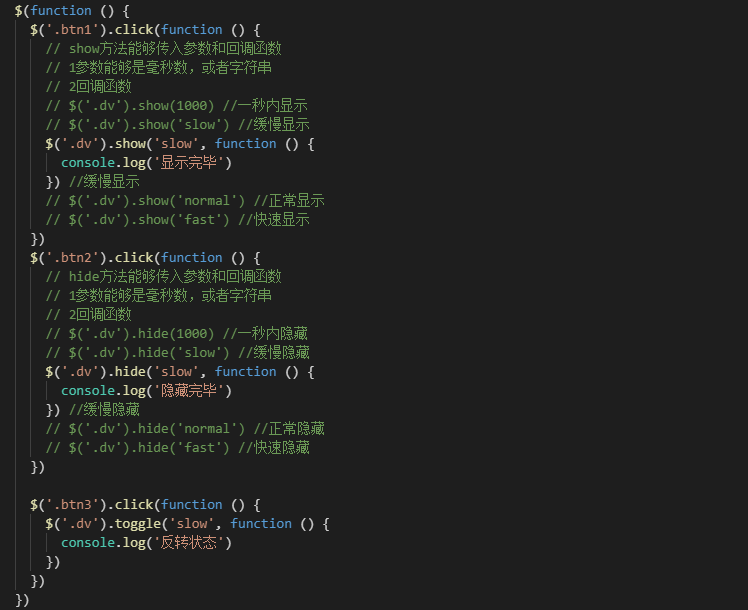 $(function () {
  $('.btn1').click(function () {
    // show方法能够传入参数和回调函数
    // 1参数能够是毫秒数，或者字符串
    // 2回调函数
    // $('.dv').show(1000) //一秒内显示
    // $('.dv').show('slow') //缓慢显示
    $('.dv').show('slow', function () {
      console.log('显示完毕')
    }) //缓慢显示
    // $('.dv').show('normal') //正常显示
    // $('.dv').show('fast') //快速显示
  })
  $('.btn2').click(function () {
    // hide方法能够传入参数和回调函数
    // 1参数能够是毫秒数，或者字符串
    // 2回调函数
    // $('.dv').hide(1000) //一秒内隐藏
    // $('.dv').hide('slow') //缓慢隐藏
    $('.dv').hide('slow', function () {
      console.log('隐藏完毕')
    }) //缓慢隐藏
    // $('.dv').hide('normal') //正常隐藏
    // $('.dv').hide('fast') //快速隐藏
  })

  $('.btn3').click(function () {
    $('.dv').toggle('slow', function () {
      console.log('反转状态')
    })
  })
})